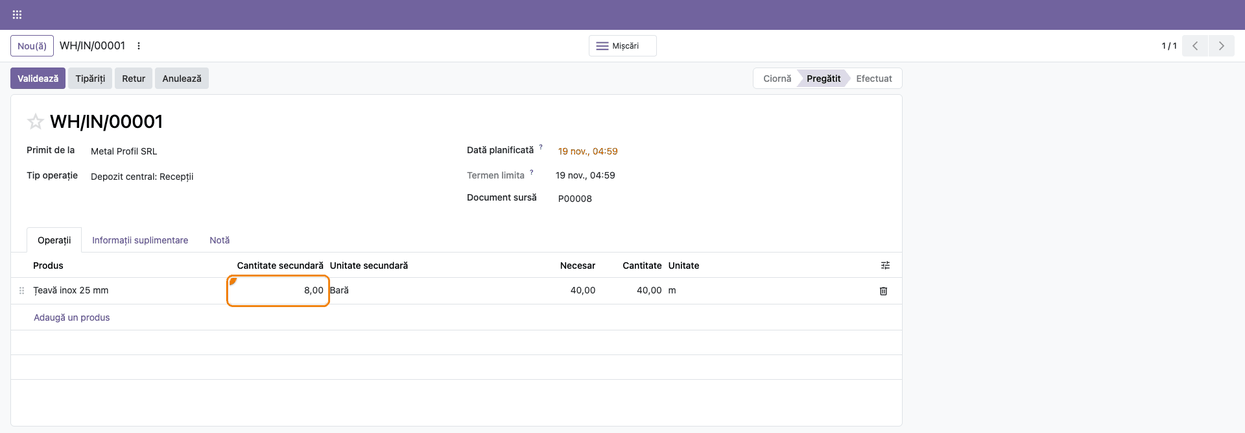 Nou(ă) WH/IN/00001 Mișcări 1 / 1
Validează Tipăriți Retur Anulează Ciornă Pregătit Efectuat
WH/IN/00001
Primit de la Metal Profil SRL Dată planificată ? 19 nov., 04:59
Tip operație Depozit central: Recepții Termen limita ? 19 nov., 04:59
Document sursă P00008
Operații Informații suplimentare Notă
Produs Cantitate secundară Unitate secundară Necesar Cantitate Unitate
Țeavă inox 25 mm 8,00 Bară 40,00 40,00 m
Adaugă un produs